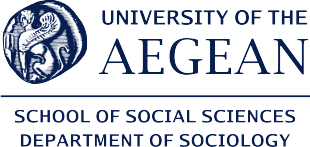 UNIVERSITY OF THE
AEGEAN
SCHOOL OF SOCIAL SCIENCES
DEPARTMENT OF SOCIOLOGY